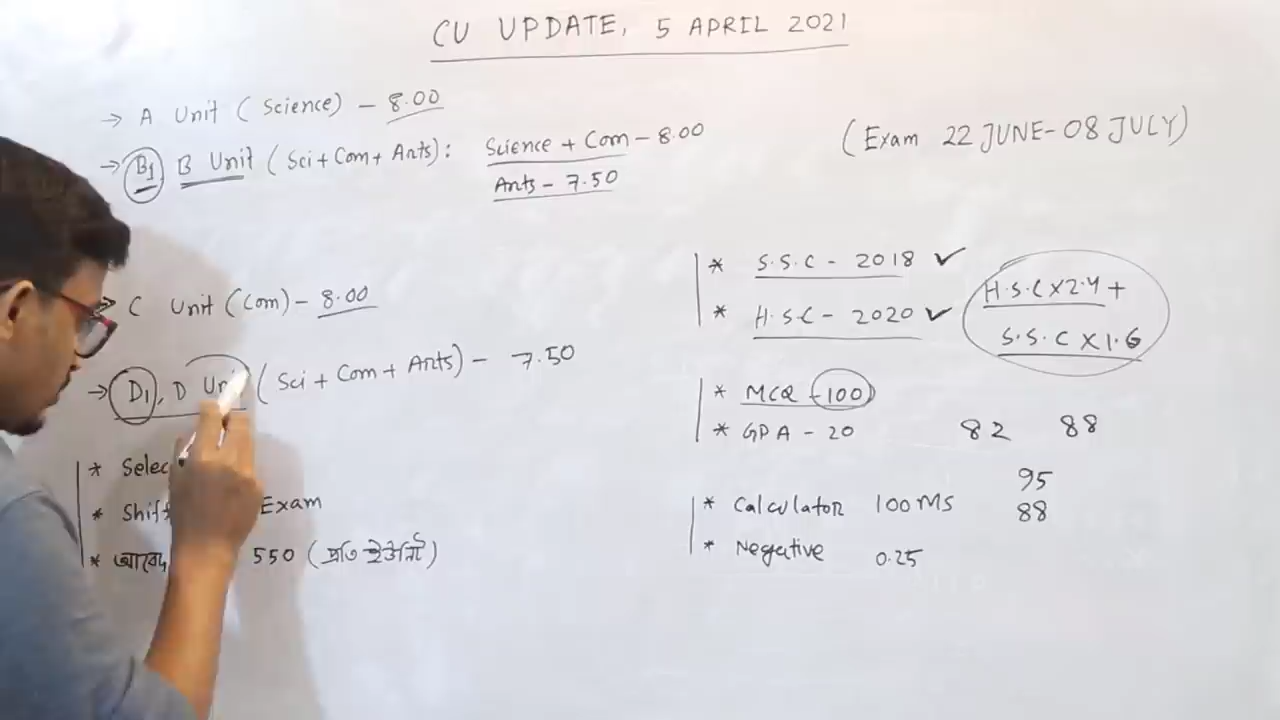 CU UPDATE, 5 APRIL 2021
→ A Unit (Science) – 8.00
→ B1 B Unit (Sci + Com + Arts) : Science + Com – 8.00
Arts – 7.50
(Exam 22 JUNE – 08 JULY)
C Unit (Com) – 8.00
→ D1, D Unit (Sci + Com + Arts) – 7.50
* Selec
* Shift Exam
* আবেদ 550 (প্রতি ইউনিট)
* S.S.C – 2018 ✓
* H.S.C – 2020 ✓
H.S.C×2.4 +
S.S.C×1.6
* MCQ – 100
* GPA – 20
82 88
95
88
* Calculator 100 MS
* Negative 0.25